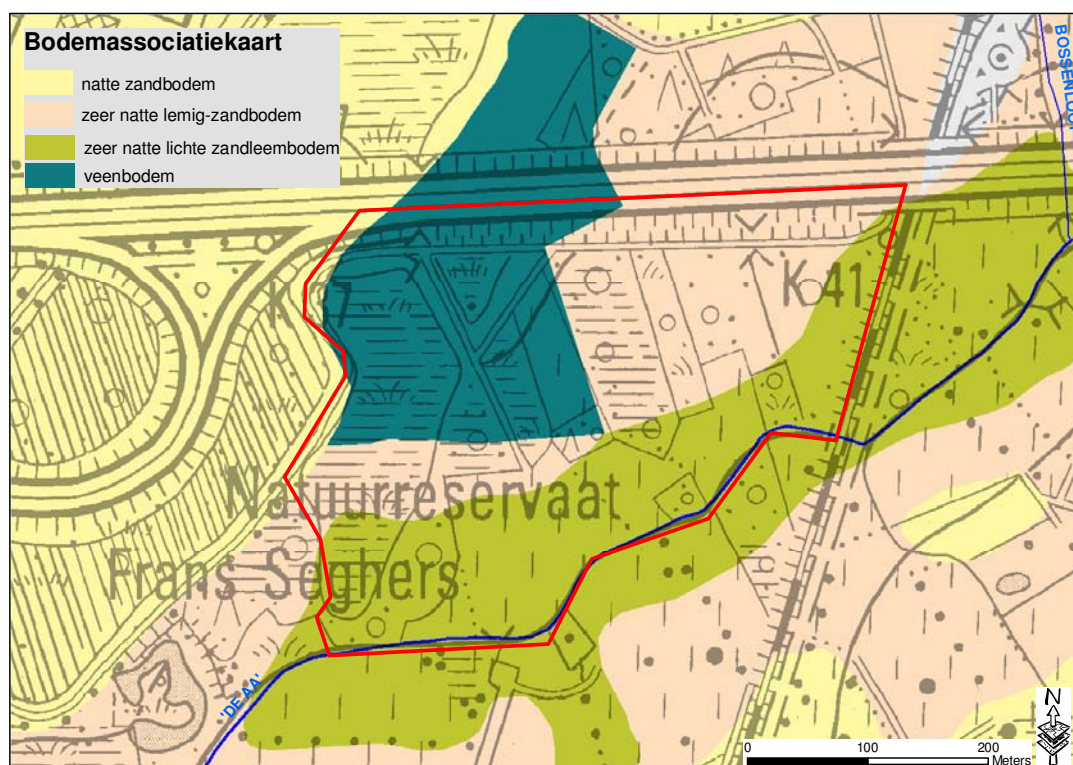 Bodemassociatiekaart
natte zandbodem
zeer natte lemig-zandbodem
zeer natte lichte zandleembodem
veenbodem
BOSSENLOOP
K 41
Natuurreservaat
Frans Seghers
'DE AA'
N
0 100 200
Meters